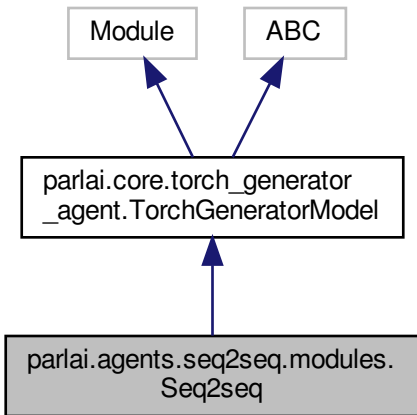 Module
ABC
parlai.core.torch_generator
_agent.TorchGeneratorModel
parlai.agents.seq2seq.modules.
Seq2seq